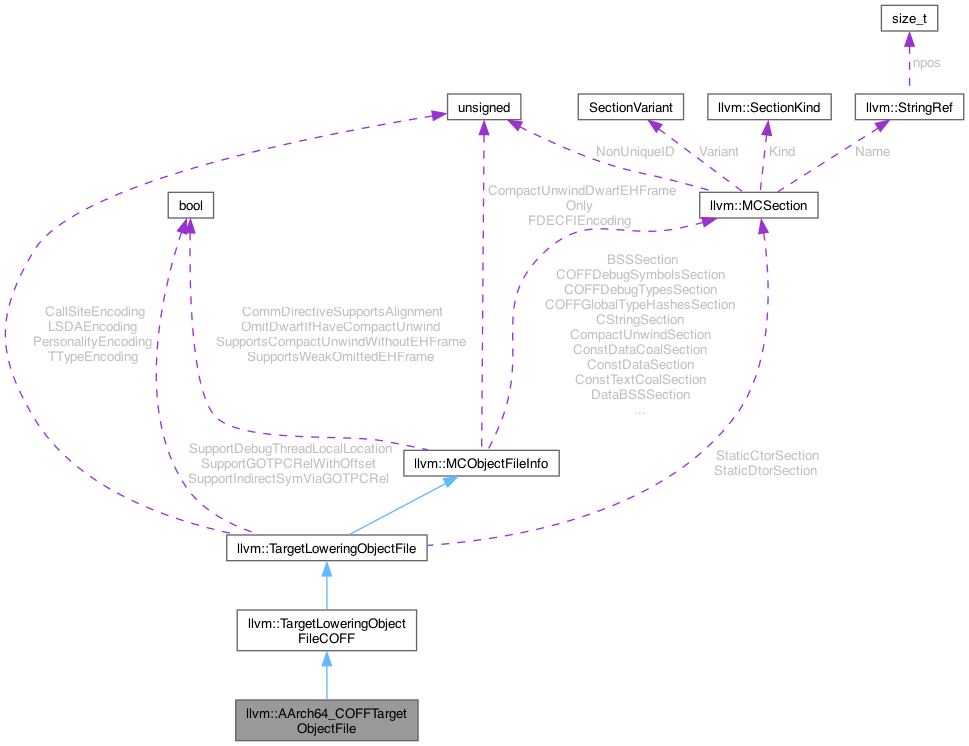 size_t
npos
unsigned
SectionVariant
llvm::SectionKind
llvm::StringRef
NonUniqueID
Variant
Kind
Name
CompactUnwindDwarfEHFrame
Only
FDECFIEncoding
bool
llvm::MCSection
BSSSection
COFFDebugSymbolsSection
COFFDebugTypesSection
COFFGlobalTypeHashesSection
CStringSection
CompactUnwindSection
ConstDataCoalSection
ConstDataSection
ConstTextCoalSection
DataBSSSection
...
CallSiteEncoding
LSDAEncoding
PersonalityEncoding
TTypeEncoding
CommDirectiveSupportsAlignment
OmitDwarfIfHaveCompactUnwind
SupportsCompactUnwindWithoutEHFrame
SupportsWeakOmittedEHFrame
SupportDebugThreadLocalLocation
SupportGOTPCRelWithOffset
SupportIndirectSymViaGOTPCRel
llvm::MCObjectFileInfo
StaticCtorSection
StaticDtorSection
llvm::TargetLoweringObjectFile
llvm::TargetLoweringObject
FileCOFF
llvm::AArch64_COFFTarget
ObjectFile